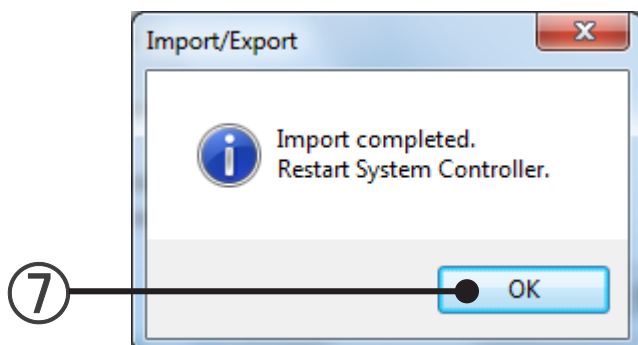 Import/Export
Import completed.
Restart System Controller.
⑦
OK